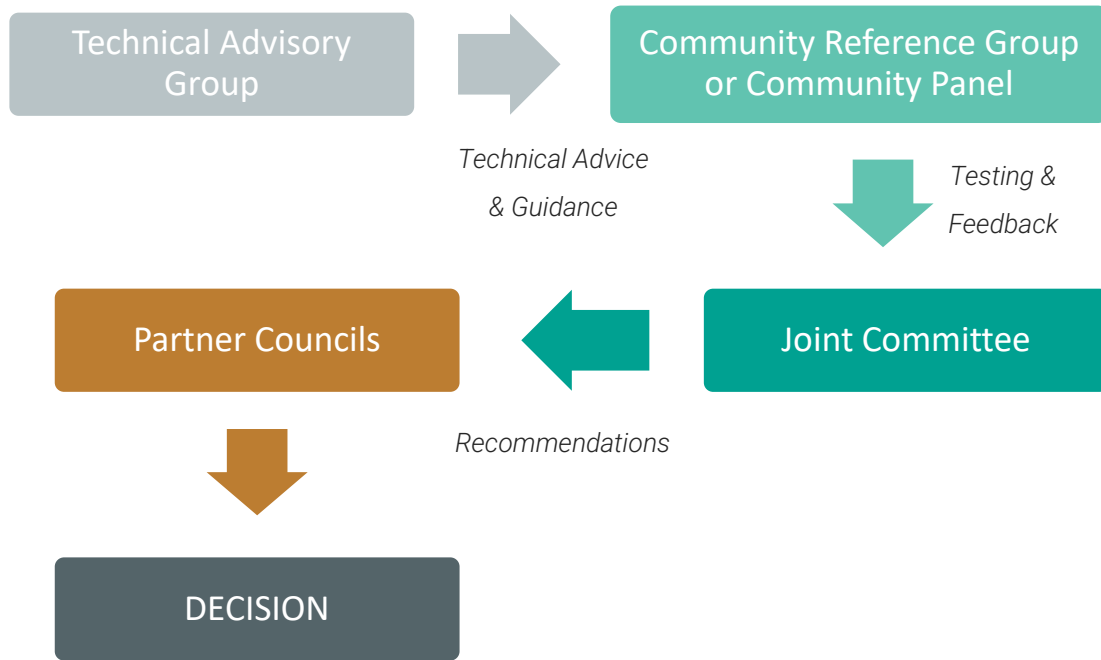 Technical Advisory
Group
Community Reference Group
or Community Panel
Technical Advice
& Guidance
Testing &
Feedback
Partner Councils
Joint Committee
Recommendations
DECISION